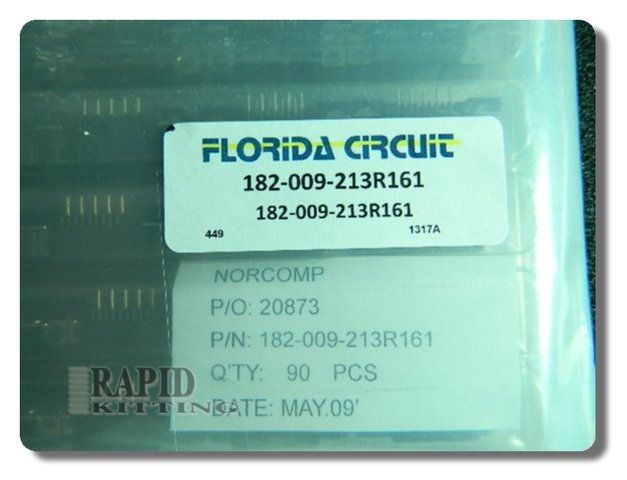 FLORIDA CIRCUIT
182-009-213R161
182-009-213R161
449 1317A
NORCOMP
P/O: 20873
P/N: 182-009-213R161
Q'TY: 90 PCS
DATE: MAY.09'
RAPID
KITTING